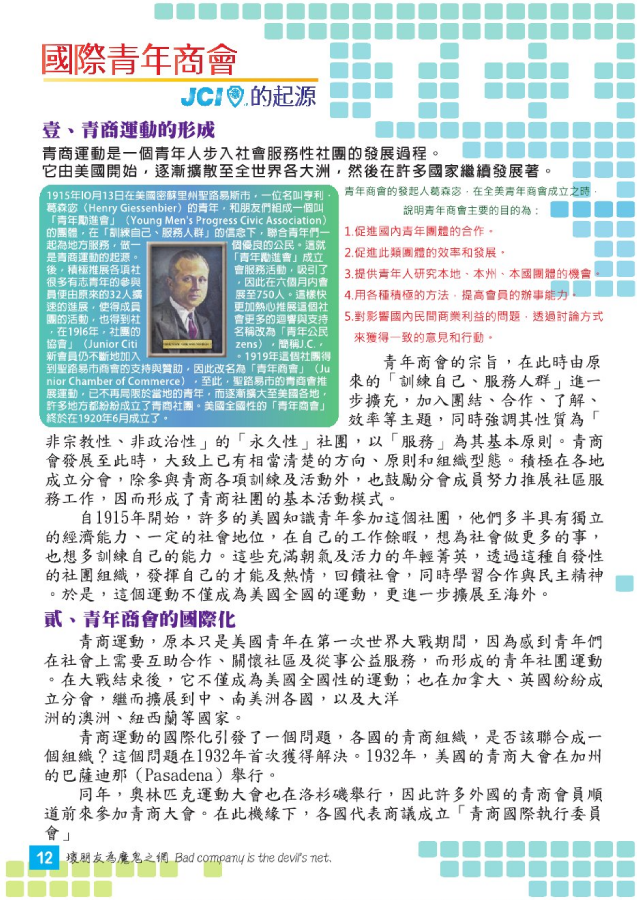 國際青年商會
JCI 的起源
壹、青商運動的形成
青商運動是一個青年人步入社會服務性社團的發展過程。
它由美國開始，逐漸擴散至全世界各大洲，然後在許多國家繼續發展著。
1915年10月13日在美國密蘇里州聖路易斯市，一位名叫亨利．
葛森宓（Henry Giessenbier）的青年，和朋友們組成一個叫
「青年勵進會」（Young Men's Progress Civic Association）
的團體，在「訓練自己、服務人群」的信念下，聯合青年們一
起為地方服務，做一個優良的公民。這就
是青商運動的起源。「青年勵進會」成立
後，積極推展各項社會服務活動，吸引了
很多有志青年的參與，因此在六個月內會
員便由原來的32人擴展至750人。這樣快
速的進展，使得成員更加熱心推展這個社
團的活動，也得到社會更多的迴響與支持
，在1916年，社團的名稱改為「青年公民
協會」（Junior Citizens），簡稱J.C.，
新會員仍不斷地加入。1919年這個社團得
到聖路易市商會的支持與贊助，因此改名為「青年商會」（Ju
nior Chamber of Commerce），至此，聖路易市的青商會推
展運動，已不再局限於當地的青年，而逐漸擴大至美國各地，
許多地方都紛紛成立了青商社團。美國全國性的「青年商會」
終於在1920年6月成立了。
青年商會的發起人葛森宓，在全美青年商會成立之時，
說明青年商會主要的目的為：
1.促進國內青年團體的合作。
2.促進此類團體的效率和發展。
3.提供青年人研究本地、本州、本國團體的機會。
4.用各種積極的方法，提高會員的辦事能力。
5.對影響國內民間商業利益的問題，透過討論方式
來獲得一致的意見和行動。
青年商會的宗旨，在此時由原
來的「訓練自己、服務人群」進一
步擴充，加入團結、合作、了解、
效率等主題，同時強調其性質為「
非宗教性、非政治性」的「永久性」社團，以「服務」為其基本原則。青商
會發展至此時，大致上已有相當清楚的方向、原則和組織型態。積極在各地
成立分會，除參與青商各項訓練及活動外，也鼓勵分會成員努力推展社區服
務工作，因而形成了青商社團的基本活動模式。
自1915年開始，許多的美國知識青年參加這個社團，他們多半具有獨立
的經濟能力、一定的社會地位，在自己的工作餘暇，想為社會做更多的事，
也想多訓練自己的能力。這些充滿朝氣及活力的年輕菁英，透過這種自發性
的社團組織，發揮自己的才能及熱情，回饋社會，同時學習合作與民主精神
。於是，這個運動不僅成為美國全國的運動，更進一步擴展至海外。
貳、青年商會的國際化
青商運動，原本只是美國青年在第一次世界大戰期間，因為感到青年們
在社會上需要互助合作、關懷社區及從事公益服務，而形成的青年社團運動
。在大戰結束後，它不僅成為美國全國性的運動；也在加拿大、英國紛紛成
立分會，繼而擴展到中、南美洲各國，以及大洋
洲的澳洲、紐西蘭等國家。
青商運動的國際化引發了一個問題，各國的青商組織，是否該聯合成一
個組織？這個問題在1932年首次獲得解決。1932年，美國的青商大會在加州
的巴薩迪那（Pasadena）舉行。
同年，奧林匹克運動大會也在洛杉磯舉行，因此許多外國的青商會員順
道前來參加青商大會。在此機緣下，各國代表商議成立「青商國際執行委員
會」
12 壞朋友為魔鬼之網 Bad company is the devil's net.